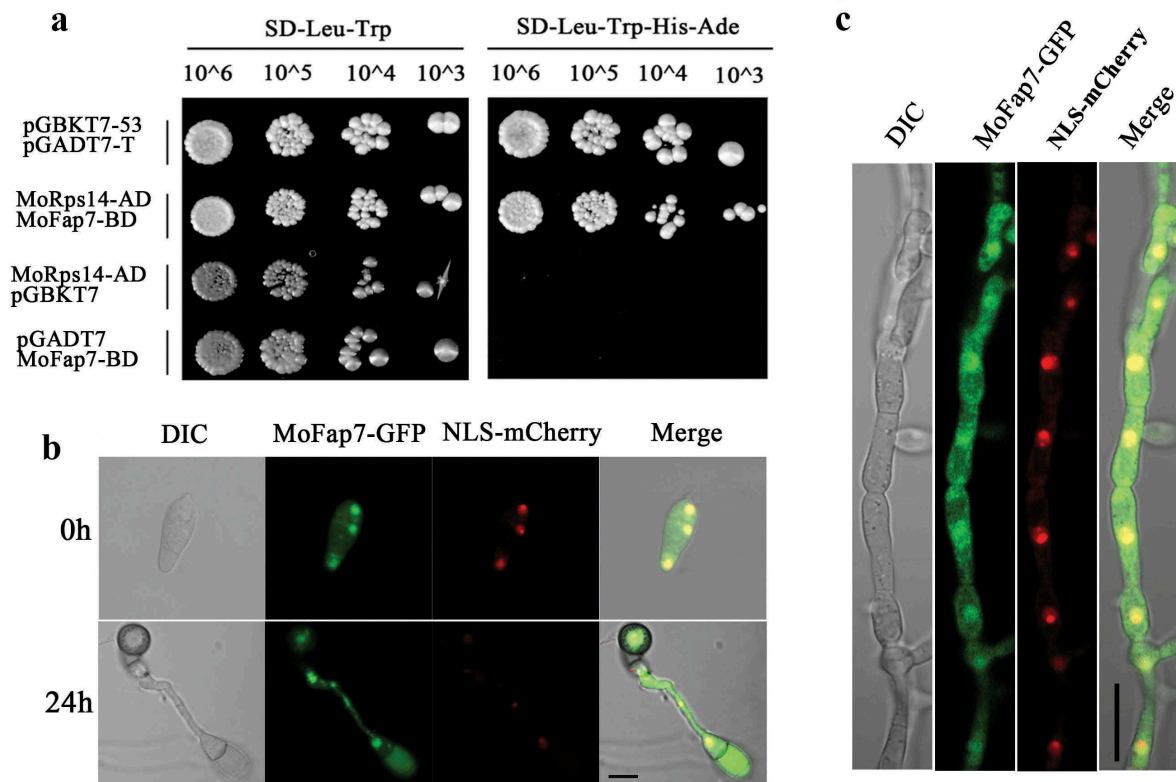 a
SD-Leu-Trp
SD-Leu-Trp-His-Ade
10^6 10^5 10^4 10^3
10^6 10^5 10^4 10^3
pGBKT7-53
pGADT7-T
MoRps14-AD
MoFap7-BD
MoRps14-AD
pGBKT7
pGADT7
MoFap7-BD
b
DIC MoFap7-GFP NLS-mCherry Merge
0h
24h
c
DIC
MoFap7-GFP
NLS-mCherry
Merge